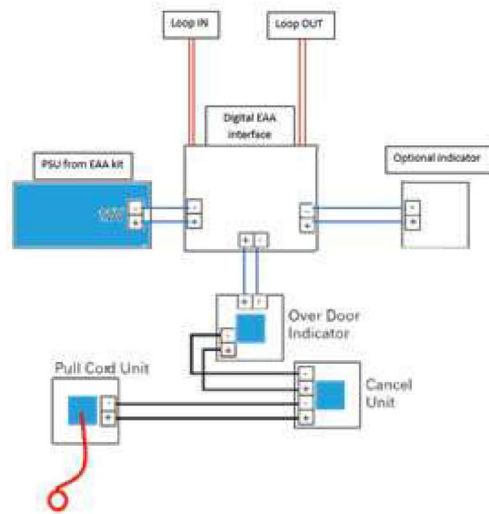 Loop IN
Loop OUT
Digital EAA
interface
PSU from EAA kit
Optional indicator
12V
-
+
-
+
-
+
-
+
+ -
+ -
-
+
Over Door
Indicator
Pull Cord Unit
-
+
-
+
-
+
Cancel
Unit